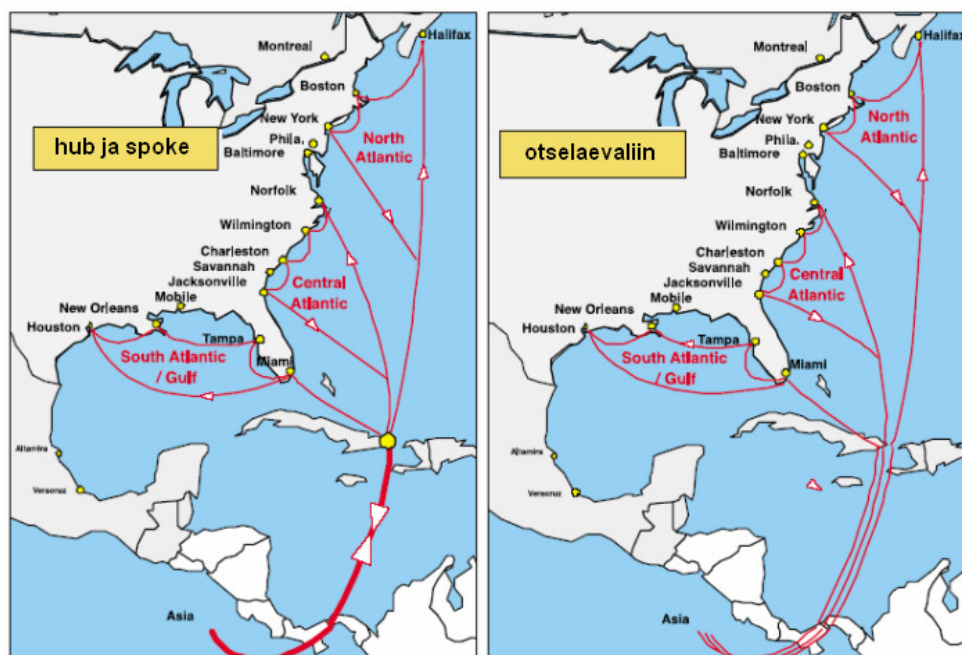 Halifax
Montreal
Boston
New York
Phila.
Baltimore
North
Atlantic
hub ja spoke
Norfolk
Wilmington
Charleston
Savannah
Jacksonville
Central
Atlantic
Mobile
New Orleans
Houston
Tampa
Miami
South Atlantic
/ Gulf
Altamira
Veracruz
Asia
Halifax
Montreal
Boston
New York
Phila.
Baltimore
North
Atlantic
otselaevaliin
Norfolk
Wilmington
Charleston
Savannah
Jacksonville
Central
Atlantic
Mobile
New Orleans
Houston
Tampa
Miami
South Atlantic
/ Gulf
Altamira
Veracruz
Asia